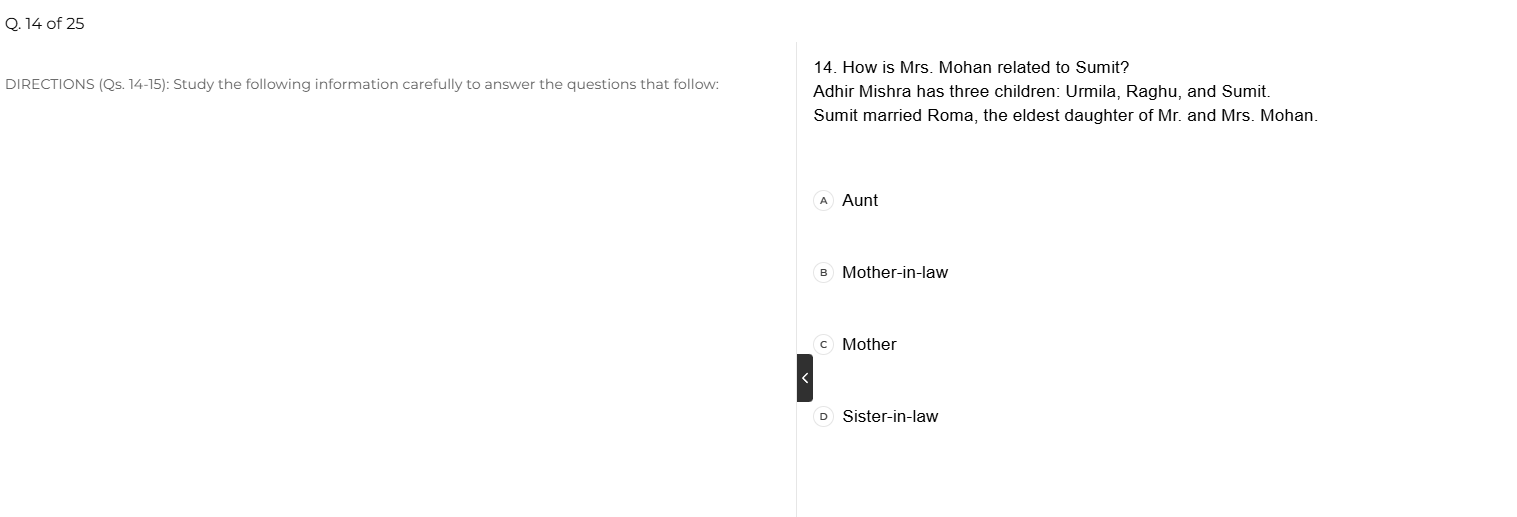 Q. 14 of 25
DIRECTIONS (Qs. 14-15): Study the following information carefully to answer the questions that follow:
14. How is Mrs. Mohan related to Sumit?
Adhir Mishra has three children: Urmila, Raghu, and Sumit.
Sumit married Roma, the eldest daughter of Mr. and Mrs. Mohan.
A Aunt
B Mother-in-law
C Mother
D Sister-in-law